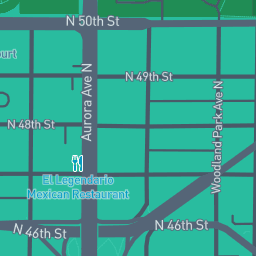 N 50th St
ourt
N 49th St
Aurora Ave N
Woodland Park Ave N
N 48th St
El Legendario
Mexican Restaurant
N 46th St
N 46th St